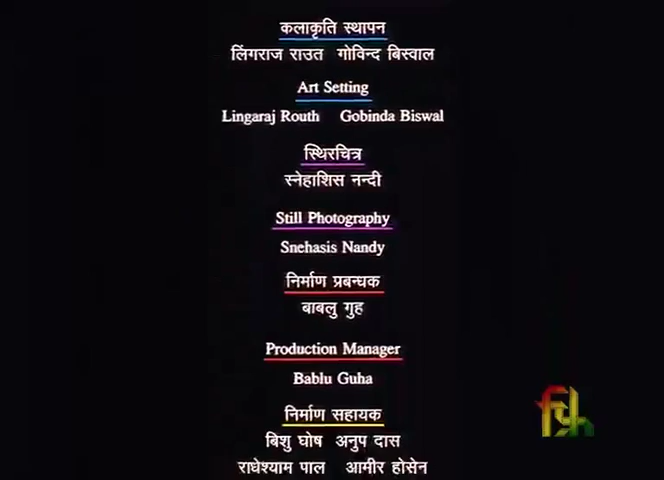 कलाकृति स्थापन
लिंगराज राउत गोविन्द बिस्वाल
Art Setting
Lingaraj Routh Gobinda Biswal
स्थिरचित्र
स्नेहाशिस नन्दी
Still Photography
Snehasis Nandy
निर्माण प्रबन्धक
बाबलु गुह
Production Manager
Bablu Guha
निर्माण सहायक
बिशु घोष अनुप दास
राधेश्याम पाल आमीर होसेन